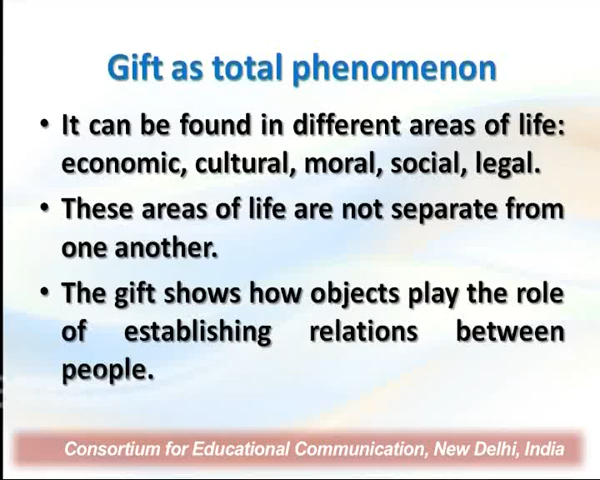 Gift as total phenomenon
• It can be found in different areas of life:
economic, cultural, moral, social, legal.
• These areas of life are not separate from
one another.
• The gift shows how objects play the role
of establishing relations between
people.
Consortium for Educational Communication, New Delhi, India